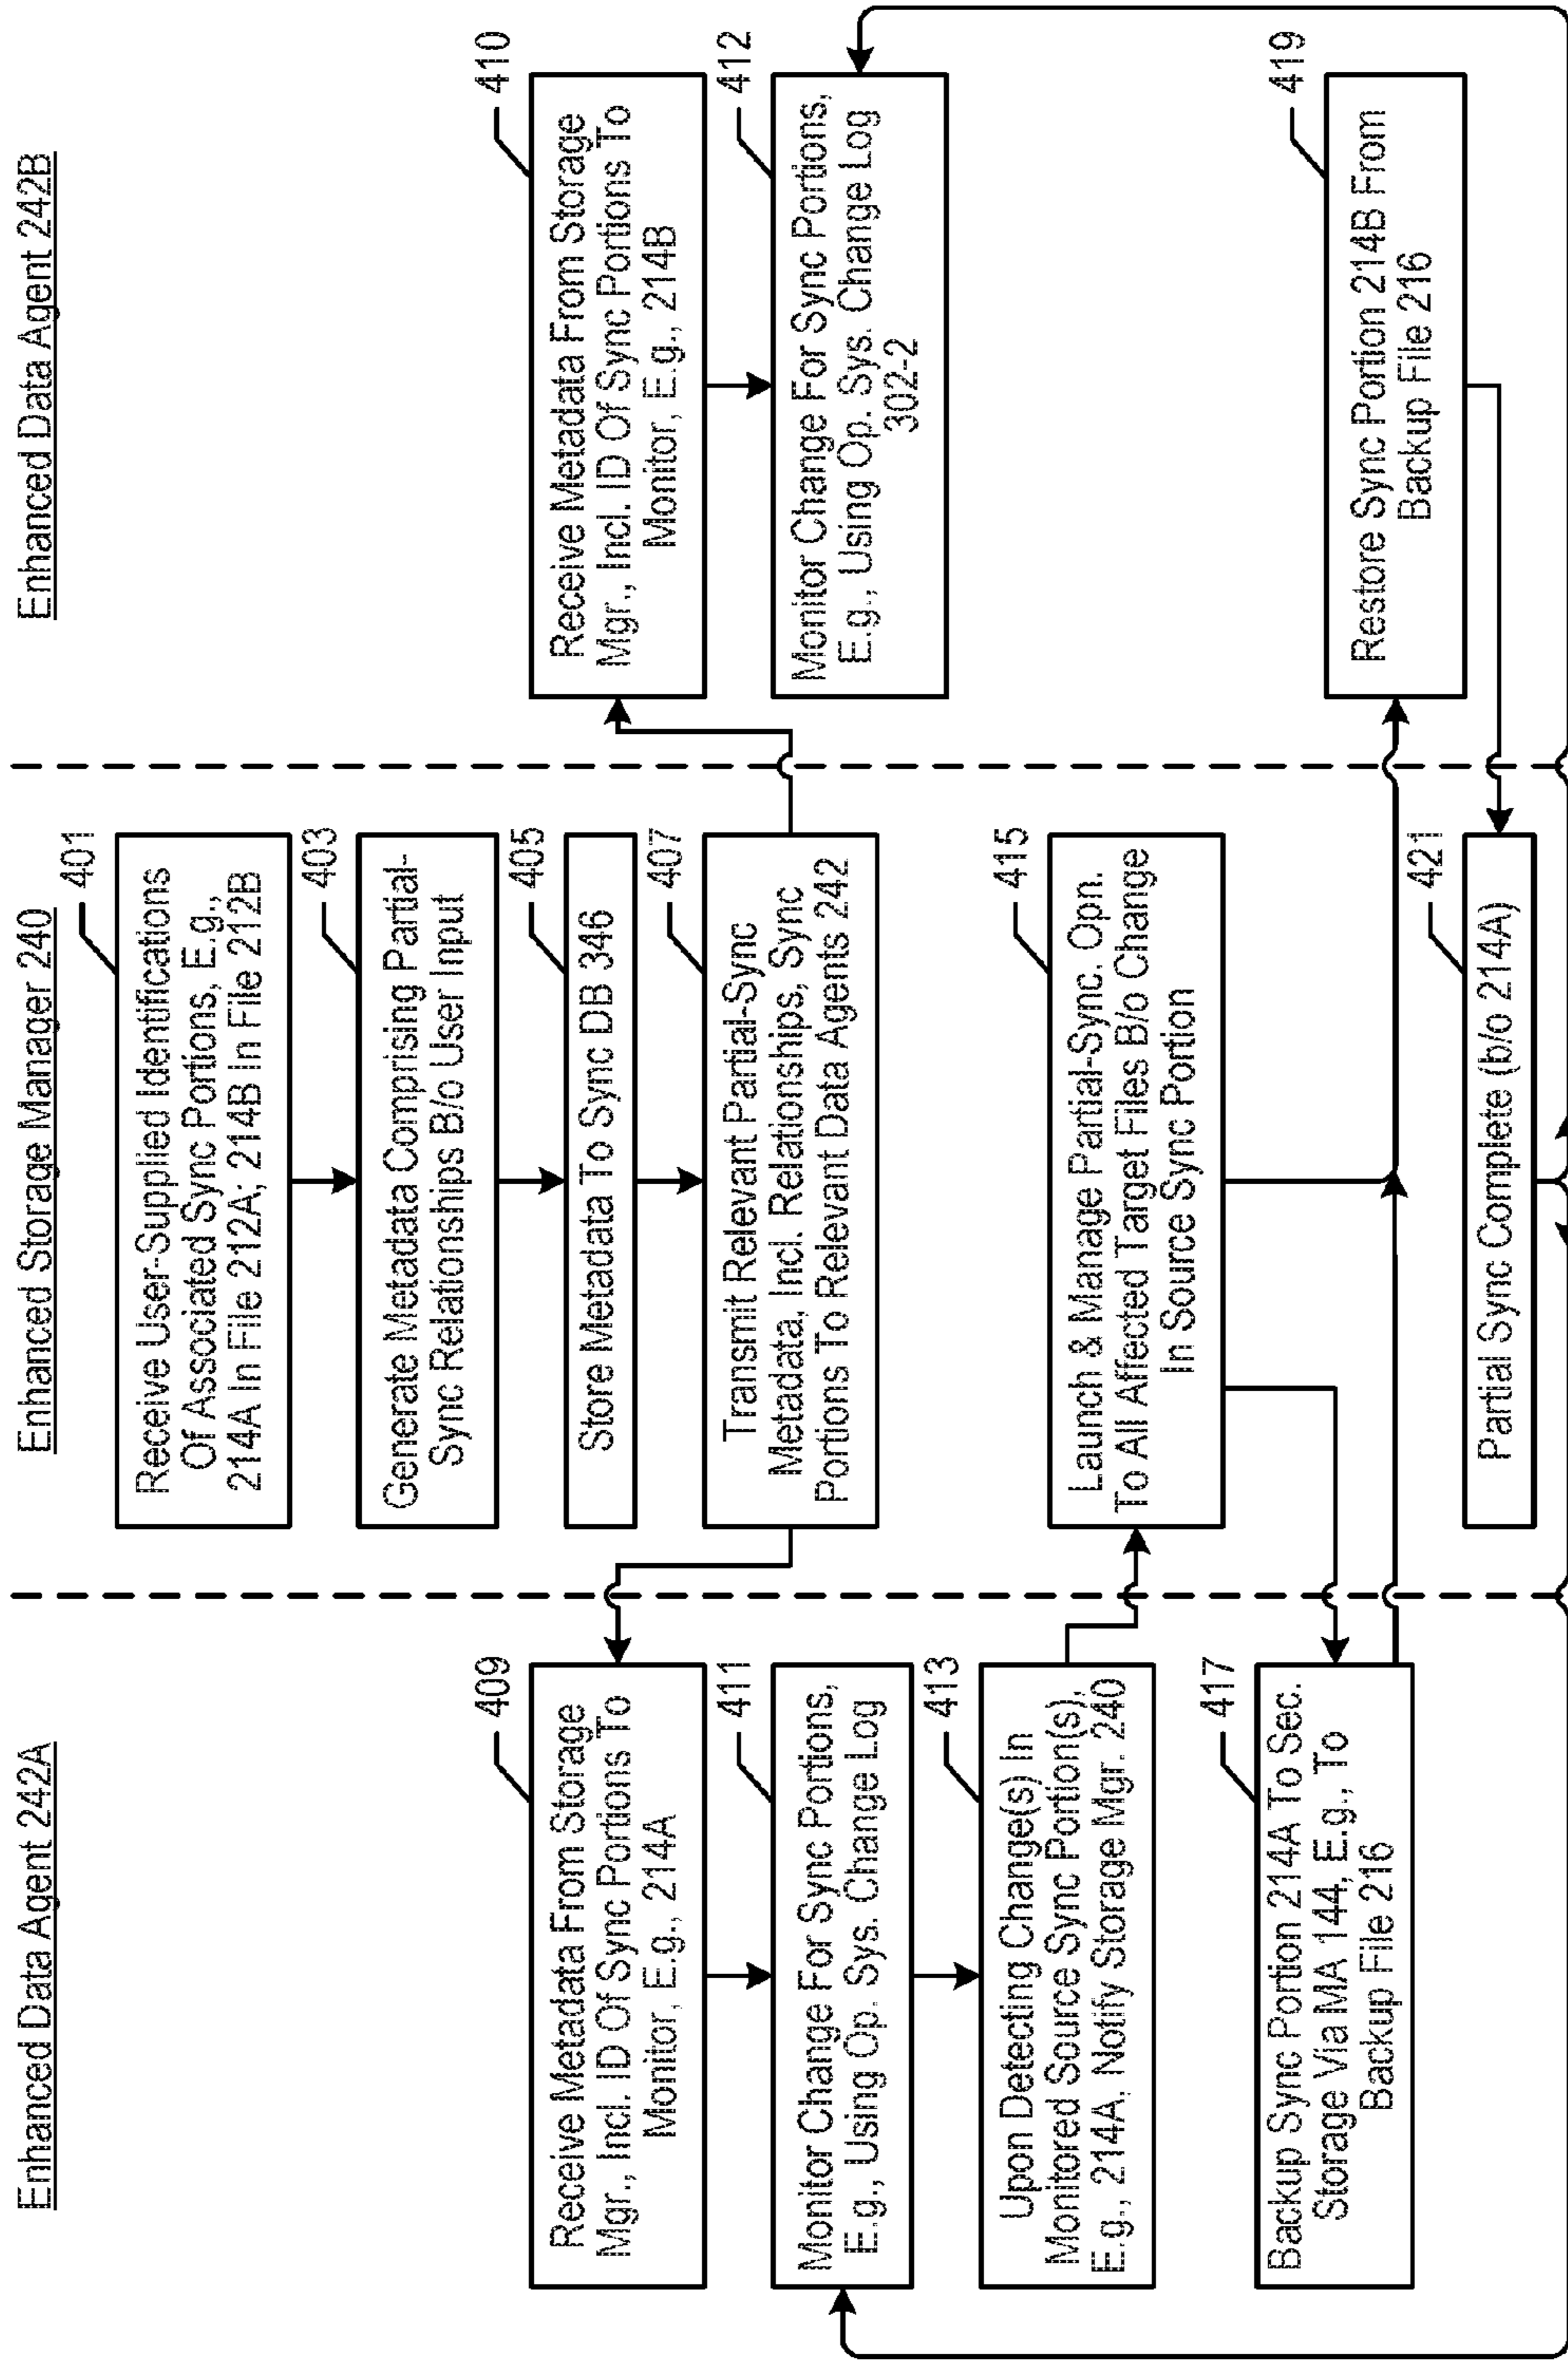 Enhanced Data Agent 242A
Enhanced Storage Manager 240
Enhanced Data Agent 242B
401
Receive User-Supplied Identifications
Of Associated Sync Portions, E.g.,
214A In File 212A; 214B In File 212B
403
Generate Metadata Comprising Partial-
Sync Relationships B/o User Input
405
Store Metadata To Sync DB 346
407
Transmit Relevant Partial-Sync
Metadata, Incl. Relationships, Sync
Portions To Relevant Data Agents 242
409
Receive Metadata From Storage
Mgr., Incl. ID Of Sync Portions To
Monitor, E.g., 214A
410
Receive Metadata From Storage
Mgr., Incl. ID Of Sync Portions To
Monitor, E.g., 214B
411
Monitor Change For Sync Portions,
E.g., Using Op. Sys. Change Log
412
Monitor Change For Sync Portions,
E.g., Using Op. Sys. Change Log
302-2
413
Upon Detecting Change(s) In
Monitored Source Sync Portion(s),
E.g., 214A, Notify Storage Mgr. 240
415
Launch & Manage Partial-Sync. Opn.
To All Affected Target Files B/o Change
In Source Sync Portion
417
Backup Sync Portion 214A To Sec.
Storage Via MA 144, E.g., To
Backup File 216
419
Restore Sync Portion 214B From
Backup File 216
421
Partial Sync Complete (b/o 214A)